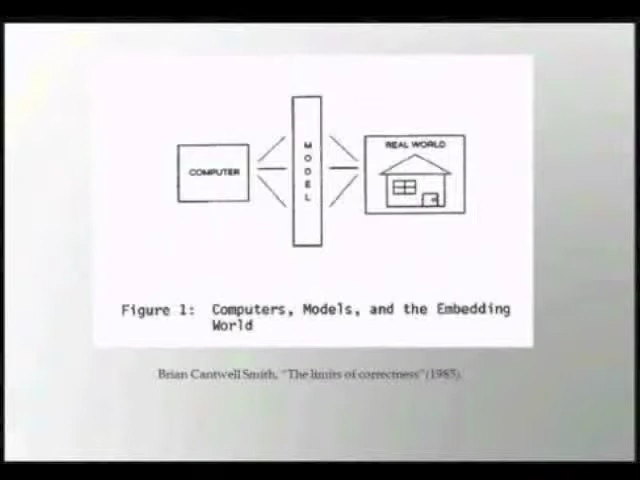 COMPUTER
MODEL
REAL WORLD
Figure 1: Computers, Models, and the Embedding
World
Brian Cantwell Smith, "The limits of correctness" (1985).